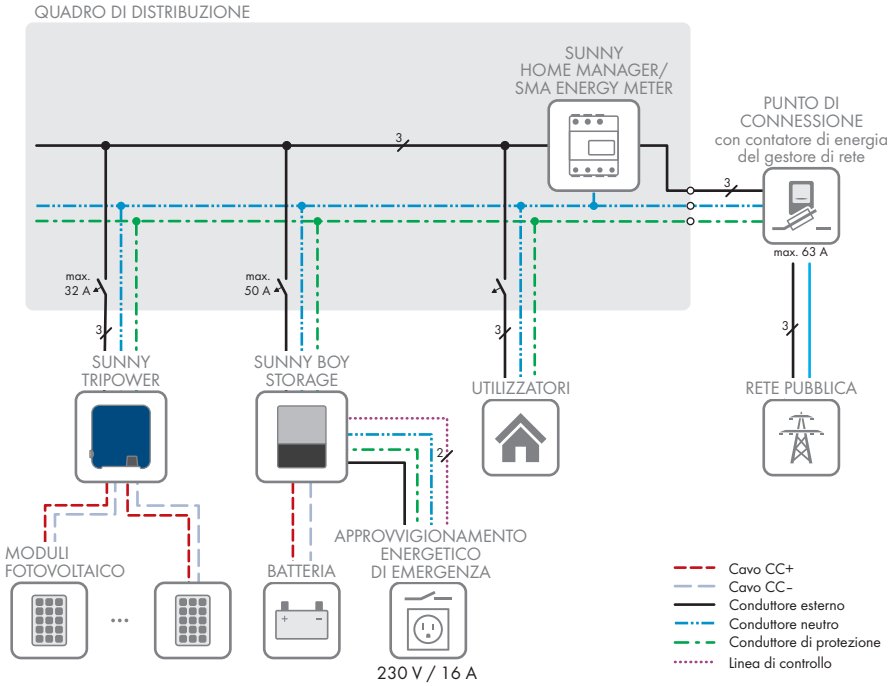 QUADRO DI DISTRIBUZIONE
SUNNY
HOME MANAGER/
SMA ENERGY METER
PUNTO DI
CONNESSIONE
con contatore di energia
del gestore di rete
3
3
max. 63 A
max.
32 A
max.
50 A
3
3
3
SUNNY
TRIPOWER
SUNNY BOY
STORAGE
UTILIZZATORI
RETE PUBBLICA
2
MODULI
FOTOVOLTAICO
...
BATTERIA
+ −
APPROVVIGIONAMENTO
ENERGETICO
DI EMERGENZA
230 V / 16 A
Cavo CC+
Cavo CC−
Conduttore esterno
Conduttore neutro
Conduttore di protezione
Linea di controllo